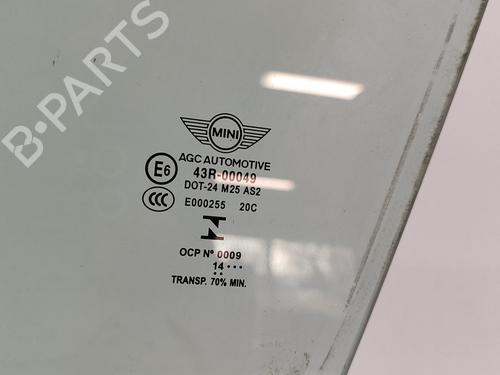 B-PARTS
MINI
AGC AUTOMOTIVE
E6 43R-00049
DOT-24 M25 AS2
CCC E000255 20C
OCP N° 0009
14...
..
TRANSP. 70% MIN.